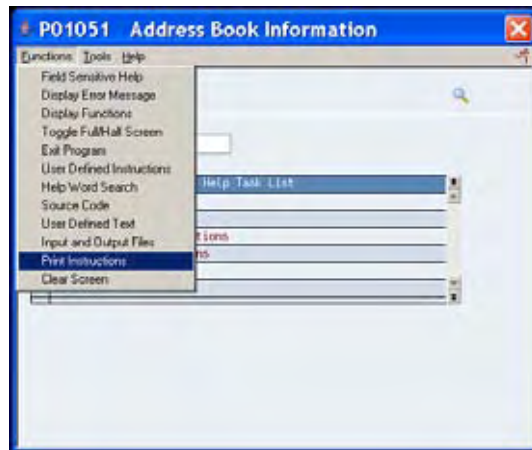 P01051 Address Book Information
Functions Tools Help
Field Sensitive Help
Display Error Message
Display Functions
Toggle Full/Half Screen
Exit Program
User Defined Instructions
Help Word Search
Help Task List
Source Code
User Defined Text
tions
Input and Output Files
ns
Print Instructions
Clear Screen